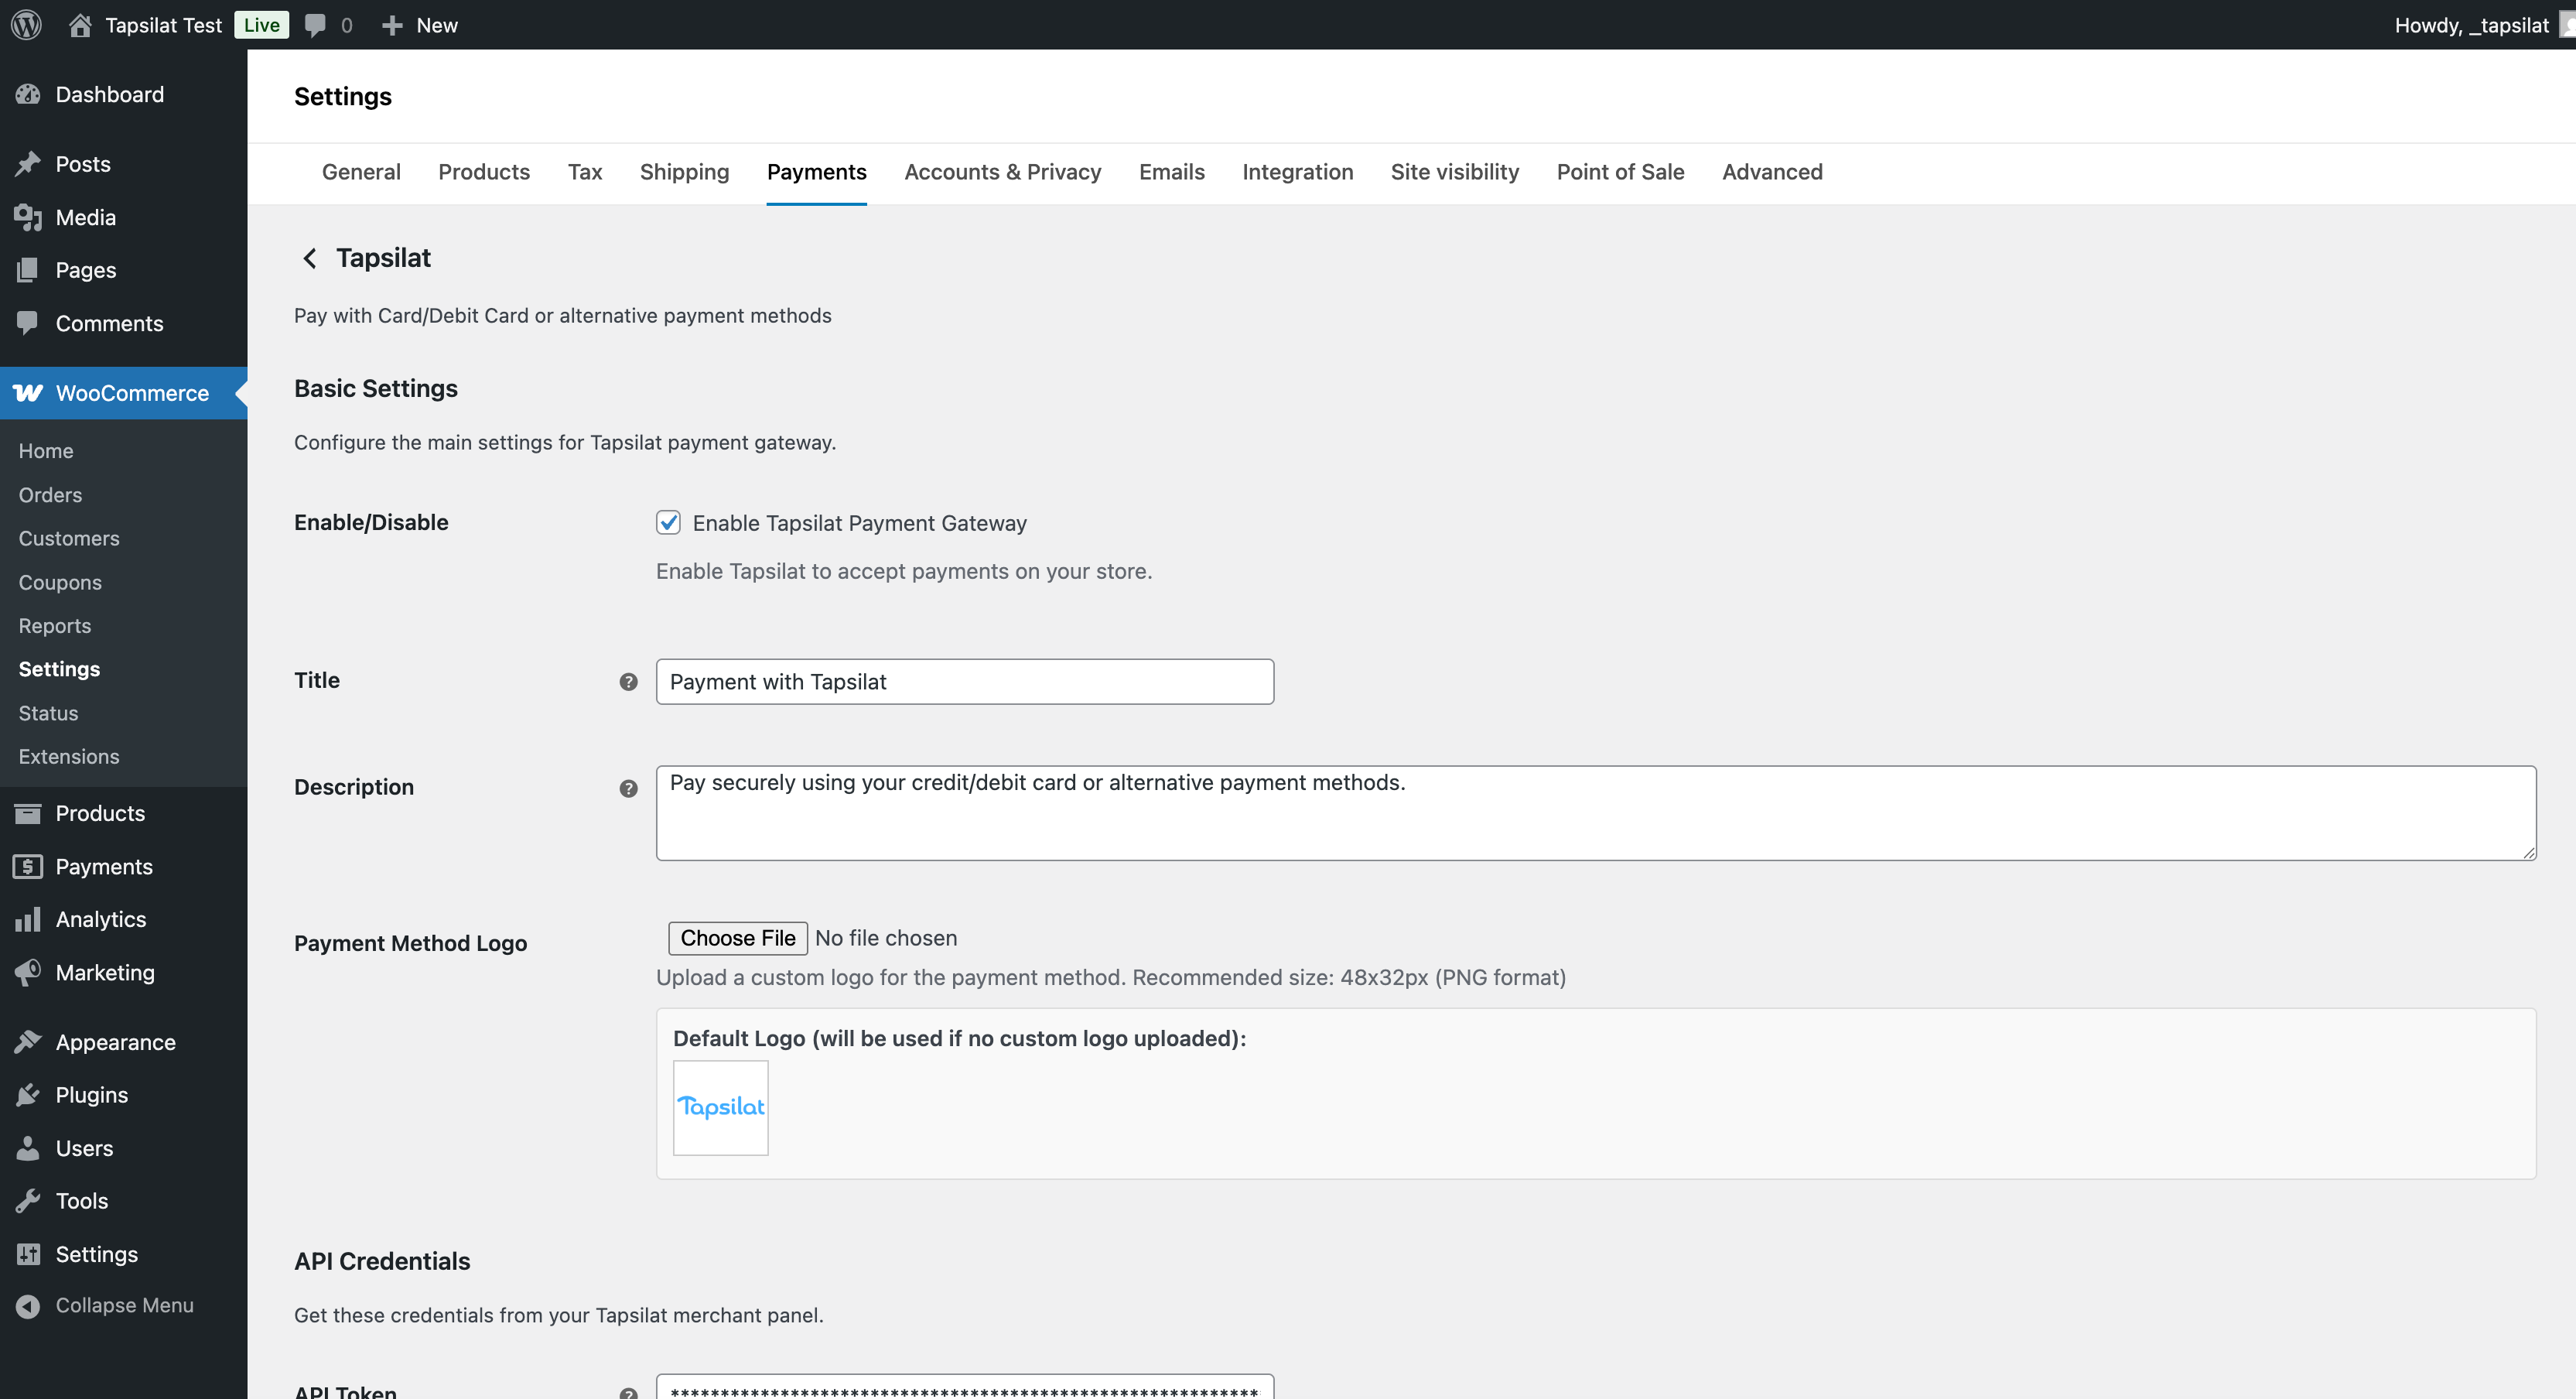 Tapsilat Test Live 0 New
Howdy, _tapsilat
Dashboard
Posts
Media
Pages
Comments
WooCommerce
Home
Orders
Customers
Coupons
Reports
Settings
Status
Extensions
Products
Payments
Analytics
Marketing
Appearance
Plugins
Users
Tools
Settings
Collapse Menu
Settings
General Products Tax Shipping Payments Accounts & Privacy Emails Integration Site visibility Point of Sale Advanced
Tapsilat
Pay with Card/Debit Card or alternative payment methods
Basic Settings
Configure the main settings for Tapsilat payment gateway.
Enable/Disable
Enable Tapsilat Payment Gateway
Enable Tapsilat to accept payments on your store.
Title
Payment with Tapsilat
Description
Pay securely using your credit/debit card or alternative payment methods.
Payment Method Logo
Choose File No file chosen
Upload a custom logo for the payment method. Recommended size: 48x32px (PNG format)
Default Logo (will be used if no custom logo uploaded):
Tapsilat
API Credentials
Get these credentials from your Tapsilat merchant panel.
API Token